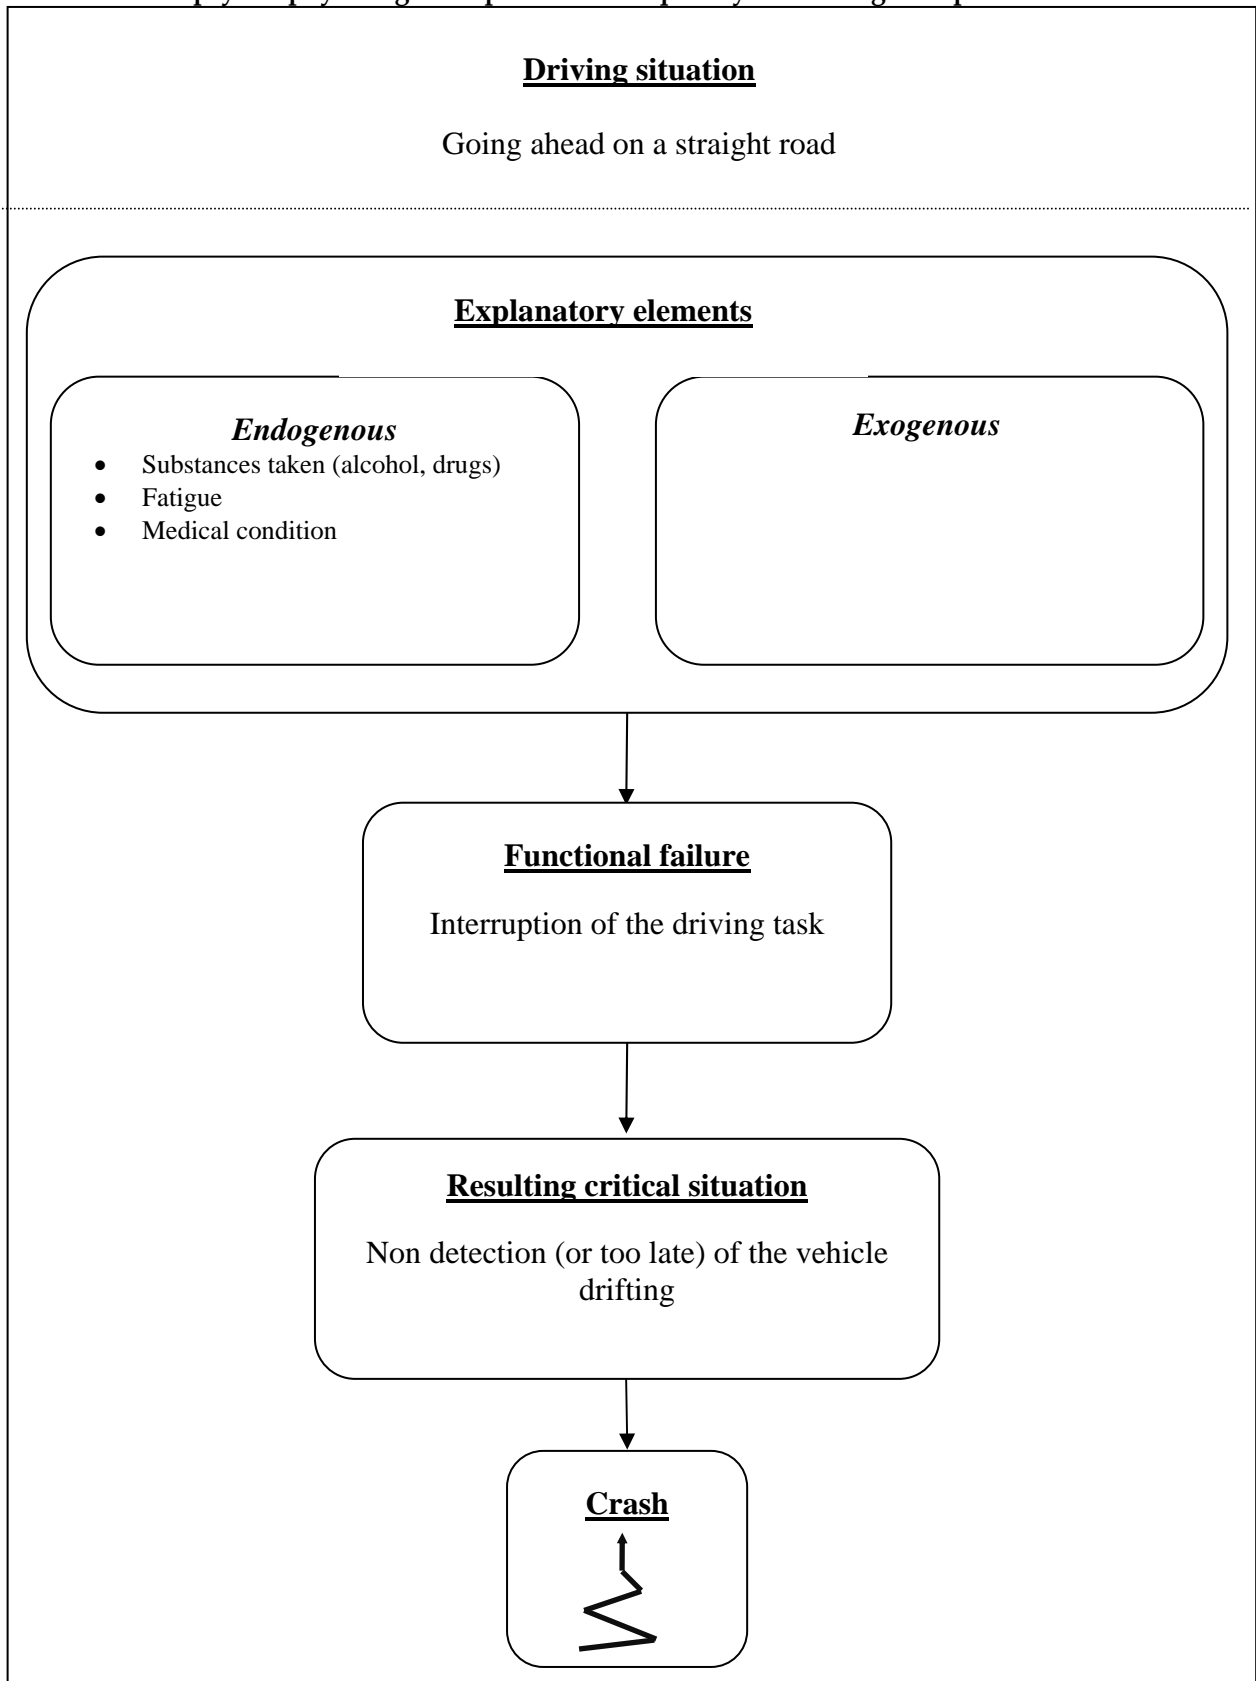 Driving situation
Going ahead on a straight road
Explanatory elements
Endogenous
• Substances taken (alcohol, drugs)
• Fatigue
• Medical condition
Exogenous
Functional failure
Interruption of the driving task
Resulting critical situation
Non detection (or too late) of the vehicle
drifting
Crash